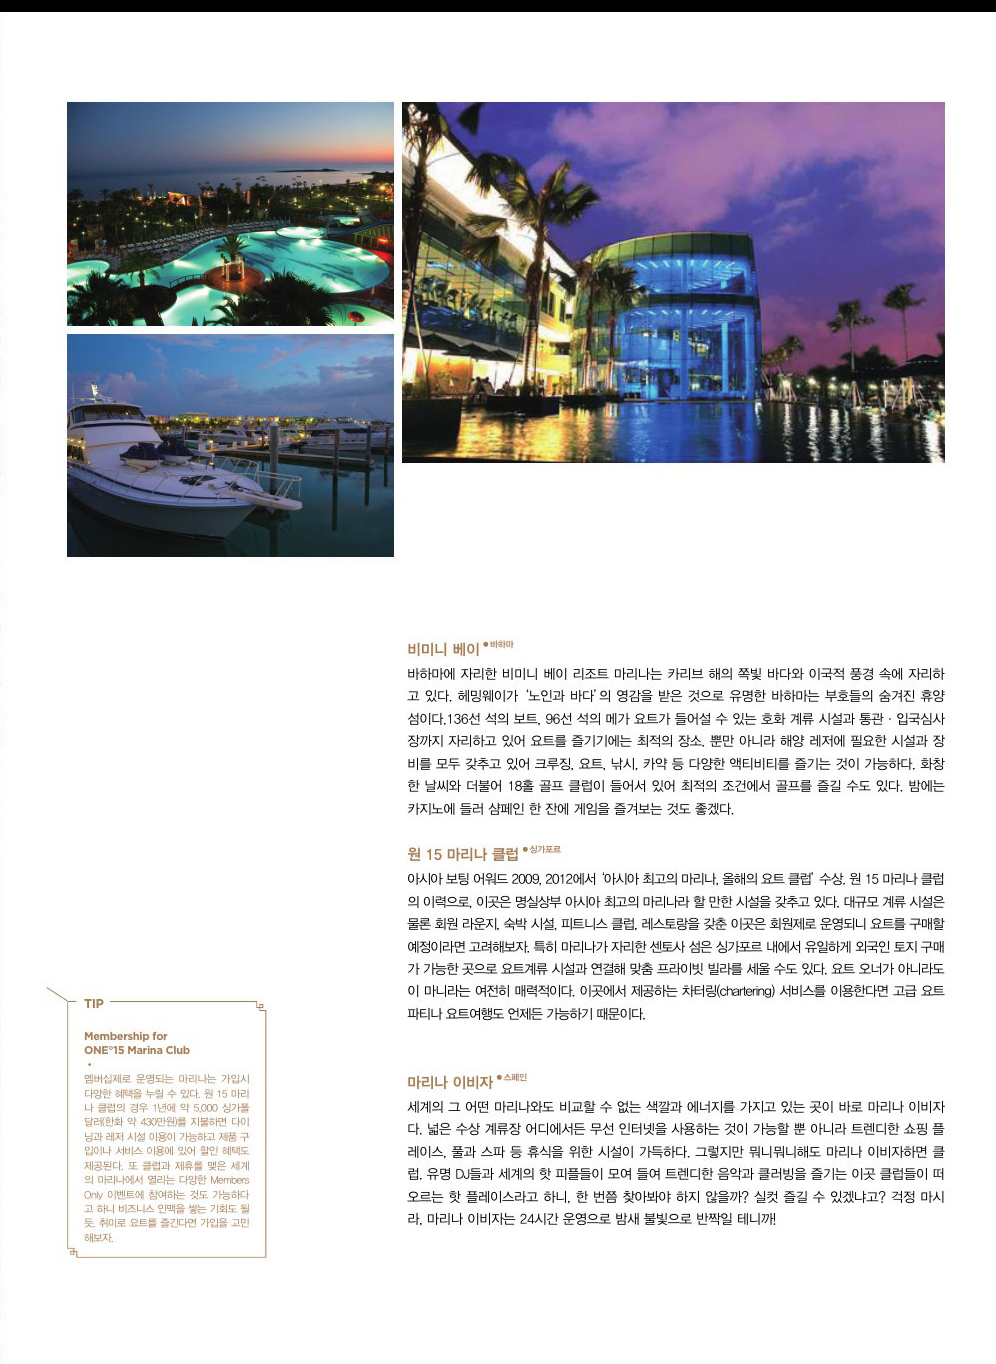 비미니 베이 ●바하마
바하마에 자리한 비미니 베이 리조트 마리나는 카리브 해의 쪽빛 바다와 이국적 풍경 속에 자리하
고 있다. 헤밍웨이가 ‘노인과 바다’의 영감을 받은 것으로 유명한 바하마는 부호들의 숨겨진 휴양
섬이다.136선 석의 보트, 96선 석의 메가 요트가 들어설 수 있는 호화 계류 시설과 통관·입국심사
장까지 자리하고 있어 요트를 즐기기에는 최적의 장소. 뿐만 아니라 해양 레저에 필요한 시설과 장
비를 모두 갖추고 있어 크루징, 요트, 낚시, 카약 등 다양한 액티비티를 즐기는 것이 가능하다. 화창
한 날씨와 더불어 18홀 골프 클럽이 들어서 있어 최적의 조건에서 골프를 즐길 수도 있다. 밤에는
카지노에 들러 샴페인 한 잔에 게임을 즐겨보는 것도 좋겠다.
원 15 마리나 클럽 ●싱가포르
아시아 보팅 어워드 2009, 2012에서 ‘아시아 최고의 마리나, 올해의 요트 클럽’ 수상. 원 15 마리나 클럽
의 이력으로, 이곳은 명실상부 아시아 최고의 마리나라 할 만한 시설을 갖추고 있다. 대규모 계류 시설은
물론 회원 라운지, 숙박 시설, 피트니스 클럽, 레스토랑을 갖춘 이곳은 회원제로 운영되니 요트를 구매할
예정이라면 고려해보자. 특히 마리나가 자리한 센토사 섬은 싱가포르 내에서 유일하게 외국인 토지 구매
가 가능한 곳으로 요트계류 시설과 연결해 맞춤 프라이빗 빌라를 세울 수도 있다. 요트 오너가 아니라도
이 마니라는 여전히 매력적이다. 이곳에서 제공하는 차터링(chartering) 서비스를 이용한다면 고급 요트
파티나 요트여행도 언제든 가능하기 때문이다.
마리나 이비자 ●스페인
세계의 그 어떤 마리나와도 비교할 수 없는 색깔과 에너지를 가지고 있는 곳이 바로 마리나 이비자
다. 넓은 수상 계류장 어디에서든 무선 인터넷을 사용하는 것이 가능할 뿐 아니라 트렌디한 쇼핑 플
레이스, 풀과 스파 등 휴식을 위한 시설이 가득하다. 그렇지만 뭐니뭐니해도 마리나 이비자하면 클
럽. 유명 DJ들과 세계의 핫 피플들이 모여 들여 트렌디한 음악과 클러빙을 즐기는 이곳 클럽들이 떠
오르는 핫 플레이스라고 하니, 한 번쯤 찾아봐야 하지 않을까? 실컷 즐길 수 있겠냐고? 걱정 마시
라, 마리나 이비자는 24시간 운영으로 밤새 불빛으로 반짝일 테니까!
TIP
Membership for
ONE°15 Marina Club
•
멤버십제로 운영되는 마리나는 가입시
다양한 혜택을 누릴 수 있다. 원 15 마리
나 클럽의 경우 1년에 약 5,000 싱가폴
달러(한화 약 430만원)를 지불하면 다이
닝과 레저 시설 이용이 가능하고 제품 구
입이나 서비스 이용에 있어 할인 혜택도
제공된다. 또 클럽과 제휴를 맺은 세계
의 마리나에서 열리는 다양한 Members
Only 이벤트에 참여하는 것도 가능하다
고 하니 비즈니스 인맥을 쌓는 기회도 될
듯. 취미로 요트를 즐긴다면 가입을 고민
해보자.